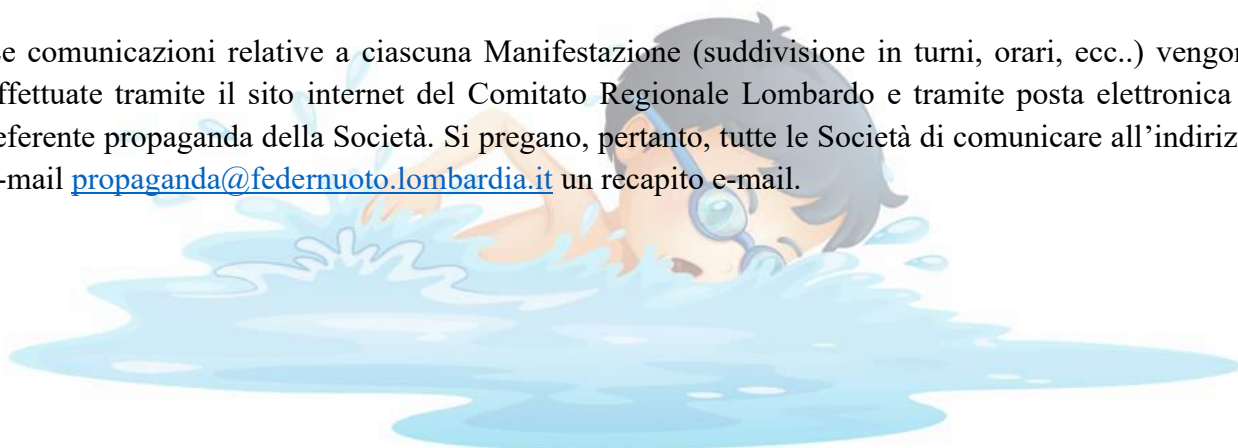 e comunicazioni relative a ciascuna Manifestazione (suddivisione in turni, orari, ecc..) vengon
ffettuate tramite il sito internet del Comitato Regionale Lombardo e tramite posta elettronica
eferente propaganda della Società. Si pregano, pertanto, tutte le Società di comunicare all’indiriz
-mail propaganda@federnuoto.lombardia.it un recapito e-mail.